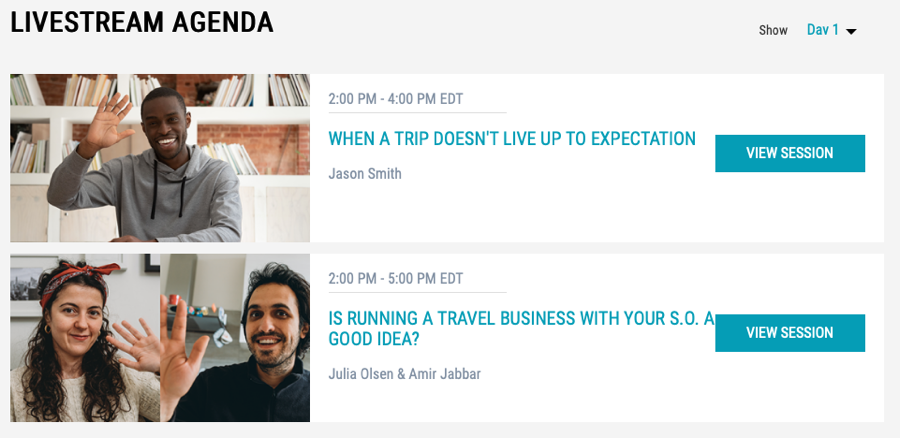 LIVESTREAM AGENDA
Show Day 1
2:00 PM - 4:00 PM EDT
WHEN A TRIP DOESN'T LIVE UP TO EXPECTATION
VIEW SESSION
Jason Smith
2:00 PM - 5:00 PM EDT
IS RUNNING A TRAVEL BUSINESS WITH YOUR S.O. A
GOOD IDEA?
VIEW SESSION
Julia Olsen & Amir Jabbar